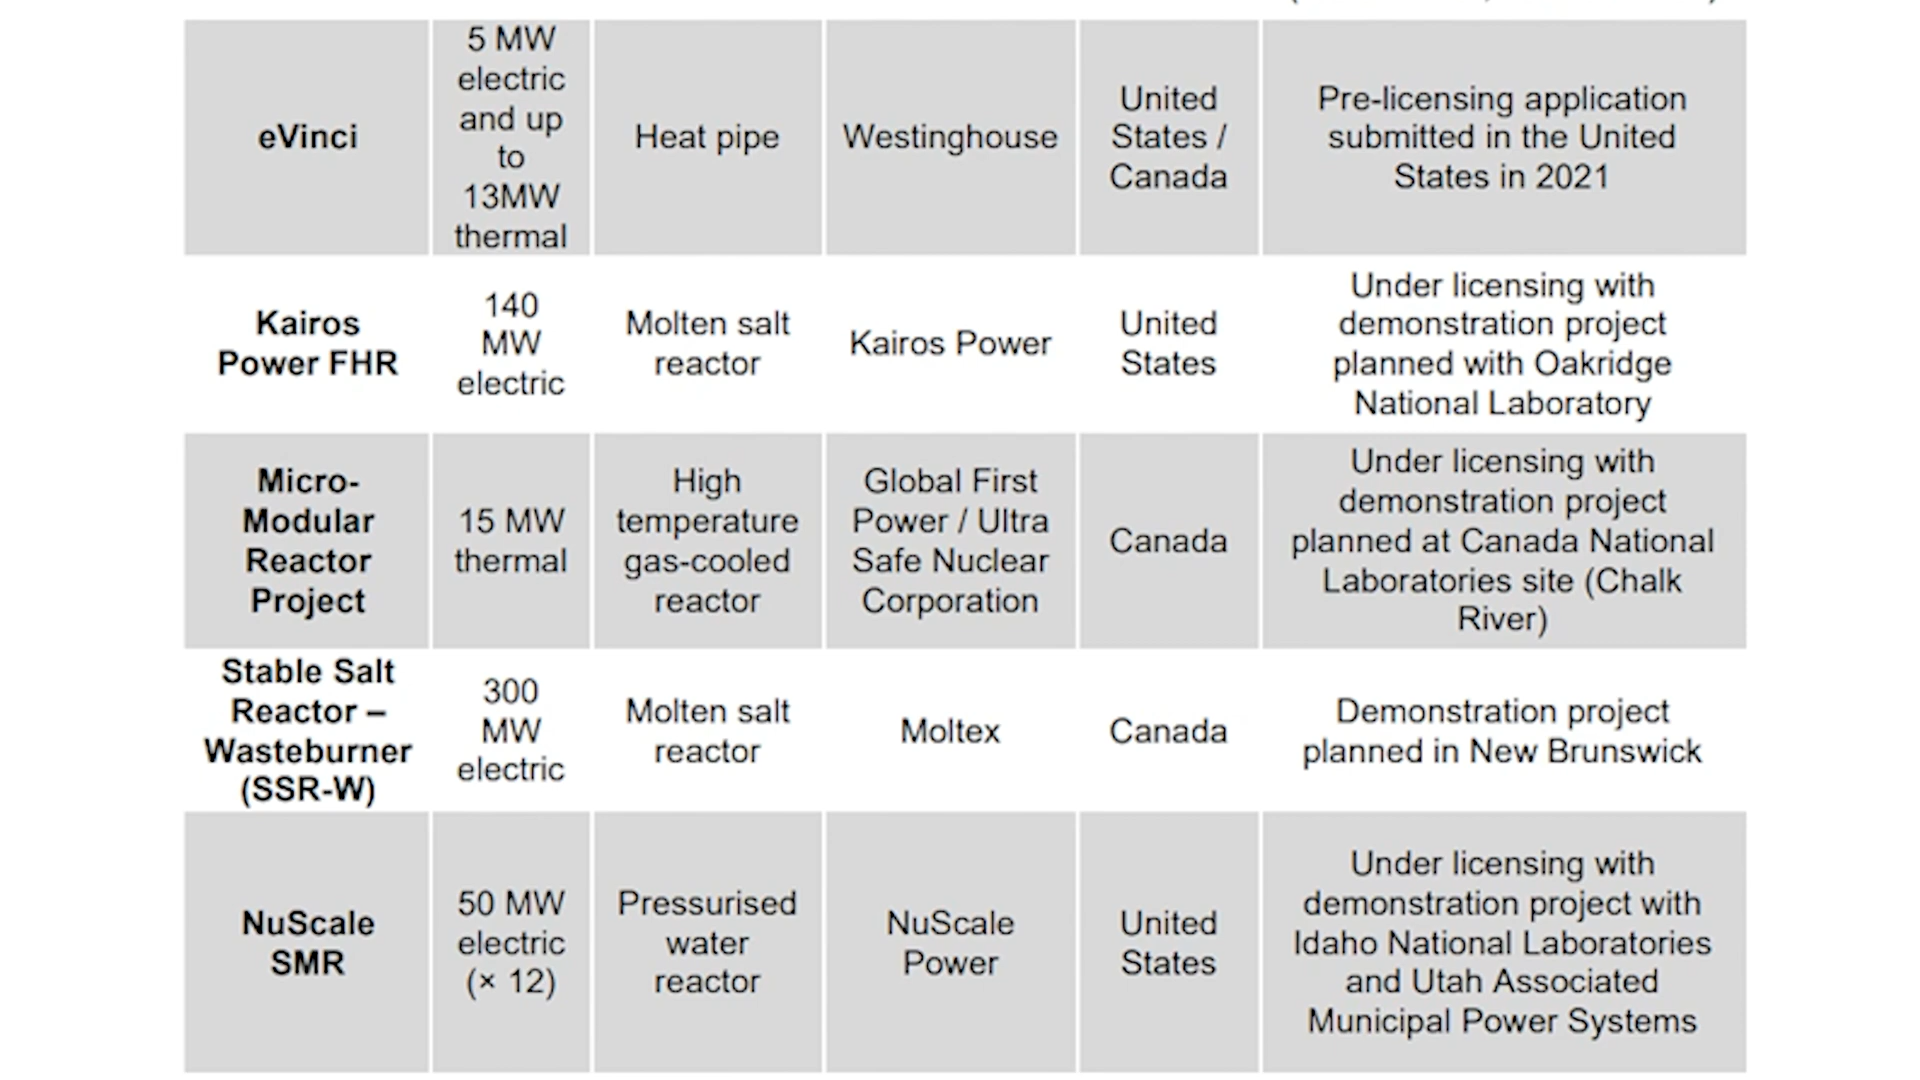 eVinci
5 MW
electric
and up
to
13MW
thermal
Heat pipe
Westinghouse
United
States /
Canada
Pre-licensing application
submitted in the United
States in 2021
Kairos
Power FHR
140
MW
electric
Molten salt
reactor
Kairos Power
United
States
Under licensing with
demonstration project
planned with Oakridge
National Laboratory
Micro-
Modular
Reactor
Project
15 MW
thermal
High
temperature
gas-cooled
reactor
Global First
Power / Ultra
Safe Nuclear
Corporation
Canada
Under licensing with
demonstration project
planned at Canada National
Laboratories site (Chalk
River)
Stable Salt
Reactor –
Wasteburner
(SSR-W)
300
MW
electric
Molten salt
reactor
Moltex
Canada
Demonstration project
planned in New Brunswick
NuScale
SMR
50 MW
electric
(× 12)
Pressurised
water
reactor
NuScale
Power
United
States
Under licensing with
demonstration project with
Idaho National Laboratories
and Utah Associated
Municipal Power Systems